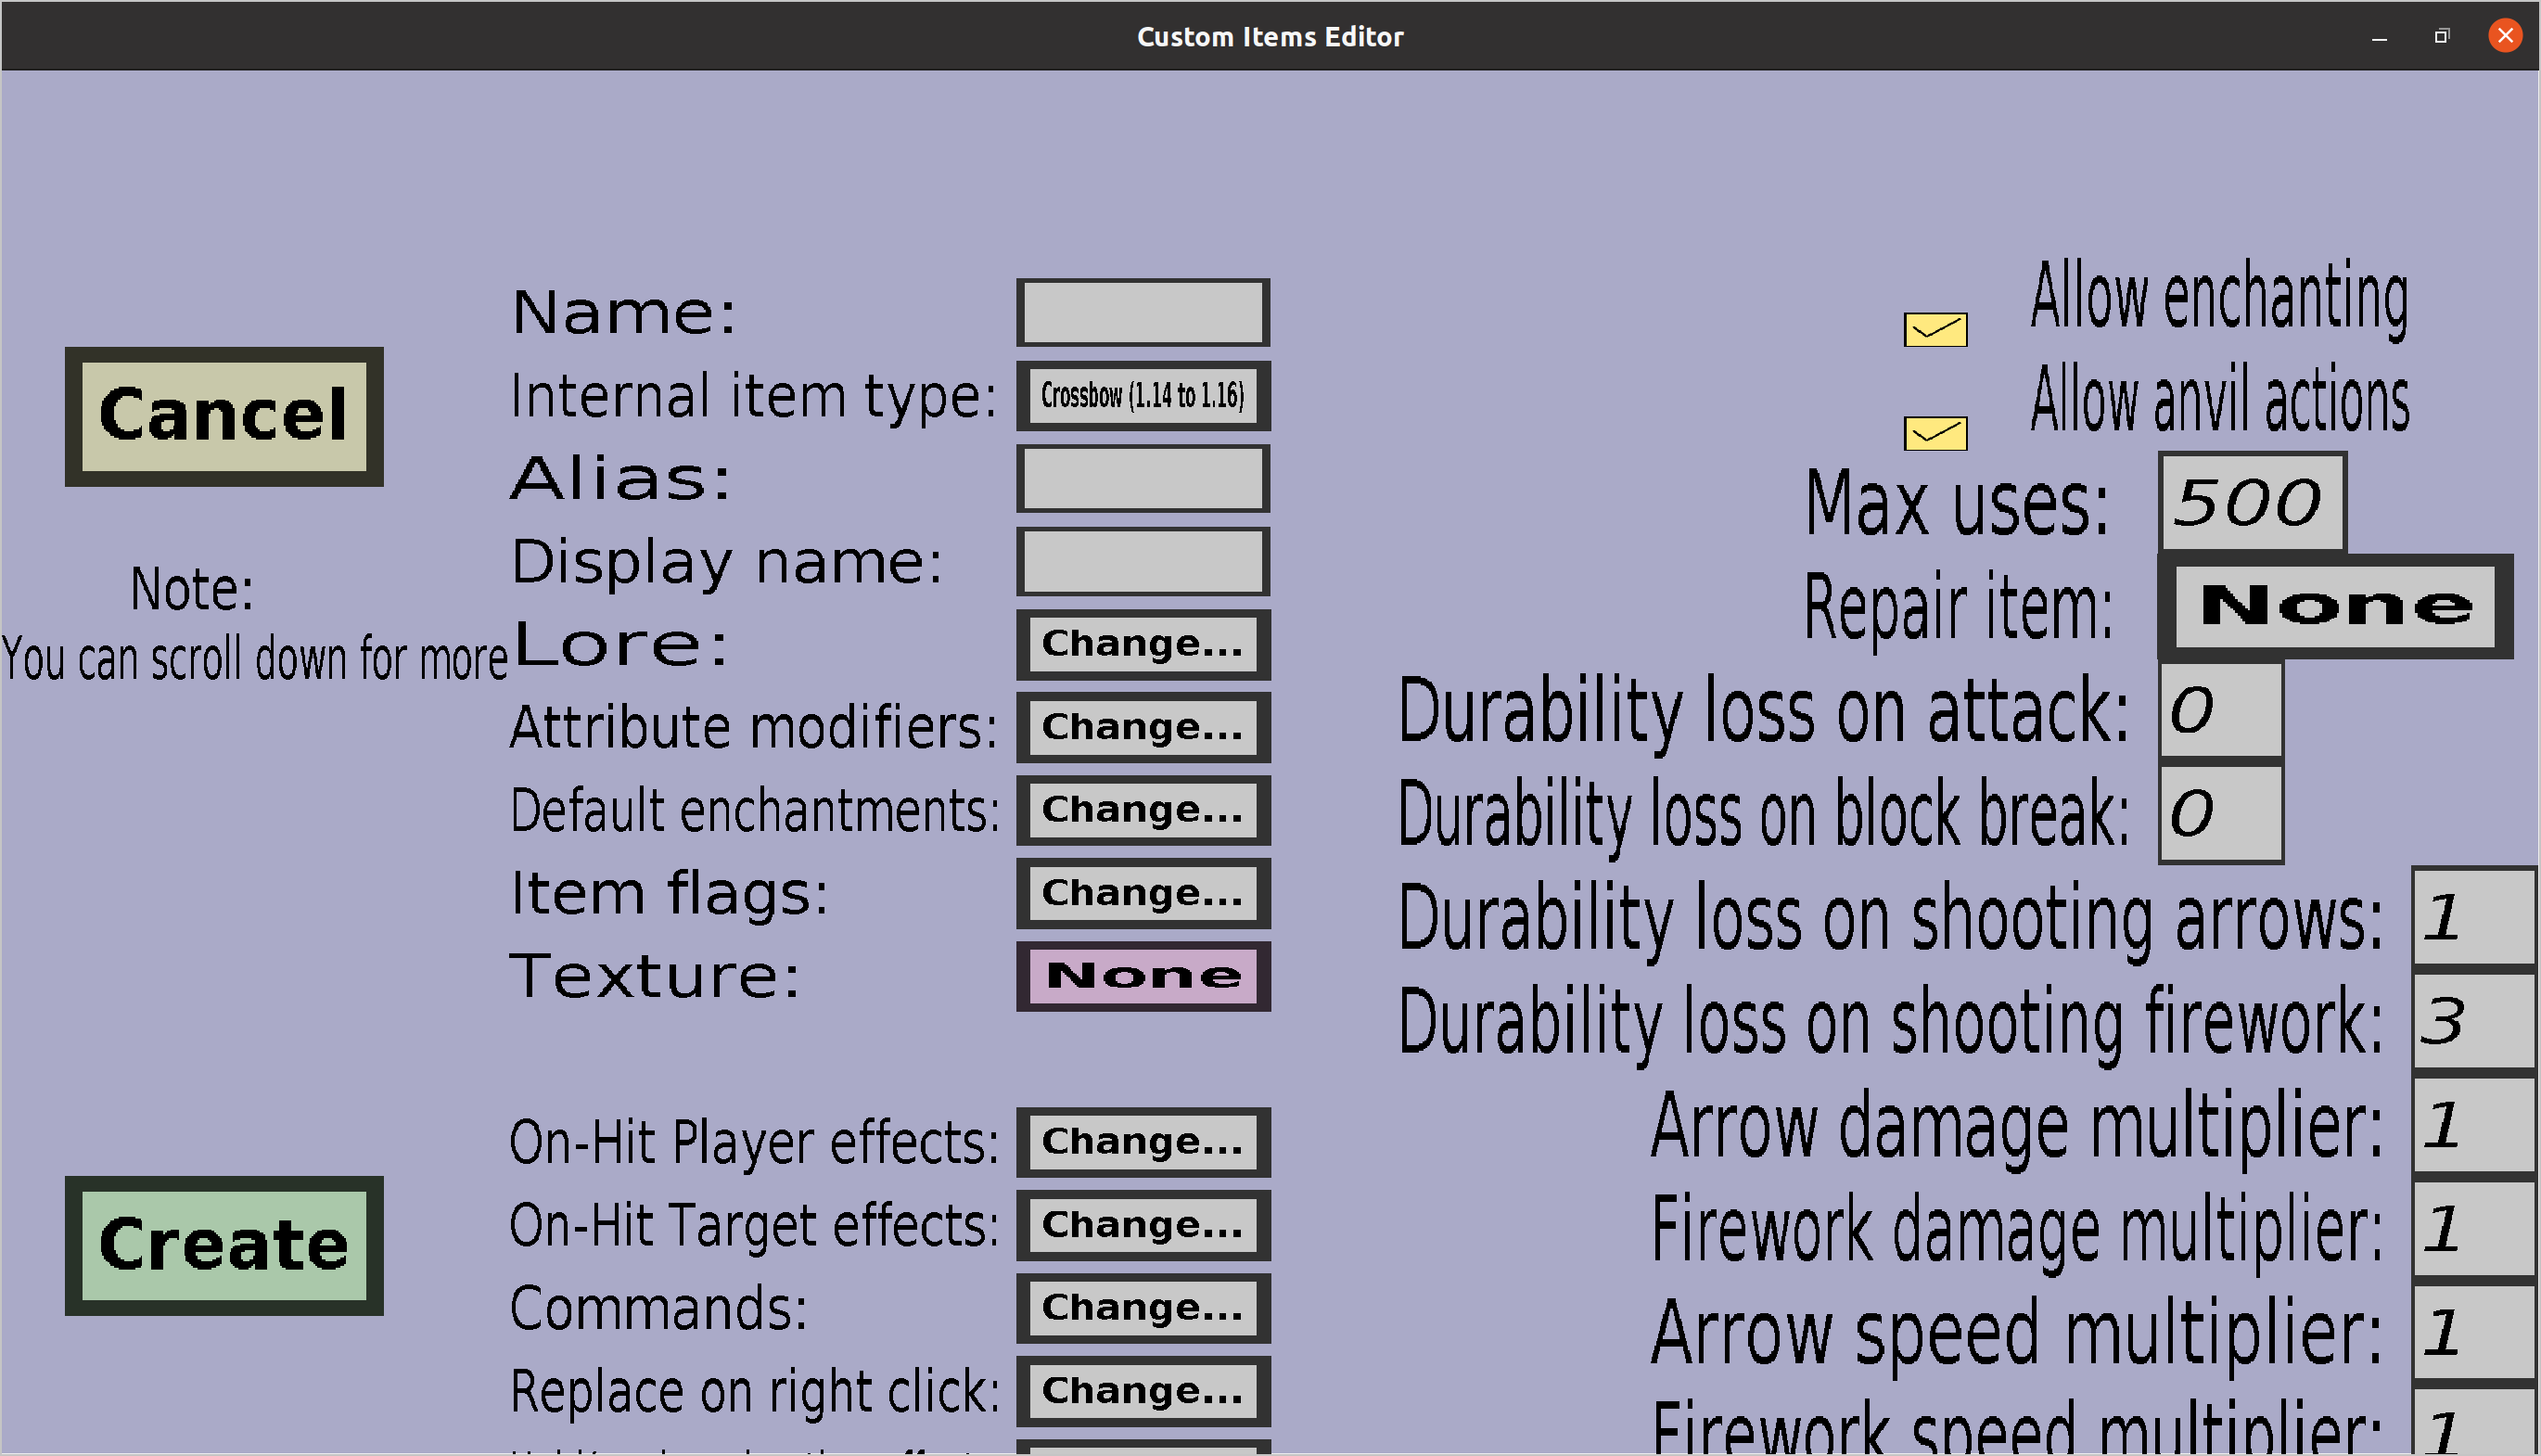 Custom Items Editor
Cancel
Note:
You can scroll down for more
Create
Name:
Internal item type: Crossbow (1.14 to 1.16)
Alias:
Display name:
Lore: Change...
Attribute modifiers: Change...
Default enchantments: Change...
Item flags: Change...
Texture: None
On-Hit Player effects: Change...
On-Hit Target effects: Change...
Commands: Change...
Replace on right click: Change...
Allow enchanting
Allow anvil actions
Max uses: 500
Repair item: None
Durability loss on attack: 0
Durability loss on block break: 0
Durability loss on shooting arrows: 1
Durability loss on shooting firework: 3
Arrow damage multiplier: 1
Firework damage multiplier: 1
Arrow speed multiplier: 1
Firework speed multiplier: 1